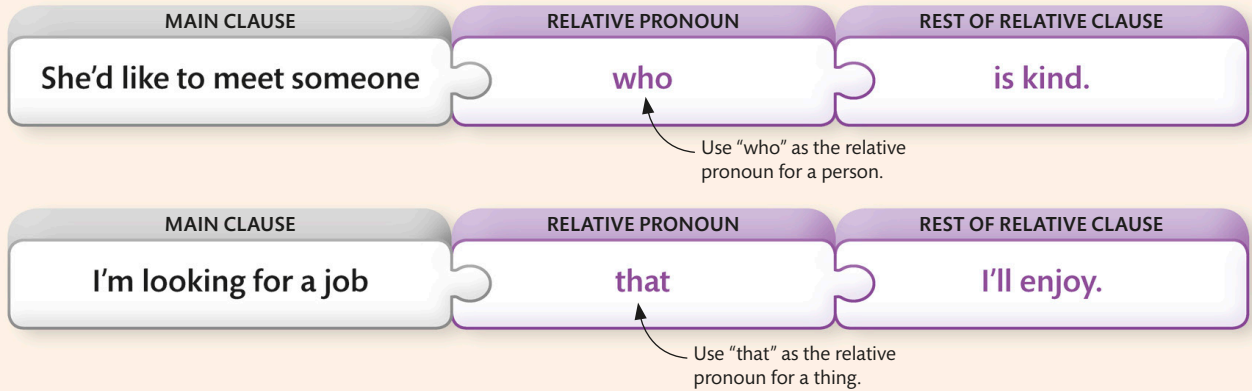 MAIN CLAUSE RELATIVE PRONOUN REST OF RELATIVE CLAUSE
She’d like to meet someone who is kind.
Use “who” as the relative
pronoun for a person.
MAIN CLAUSE RELATIVE PRONOUN REST OF RELATIVE CLAUSE
I’m looking for a job that I’ll enjoy.
Use “that” as the relative
pronoun for a thing.